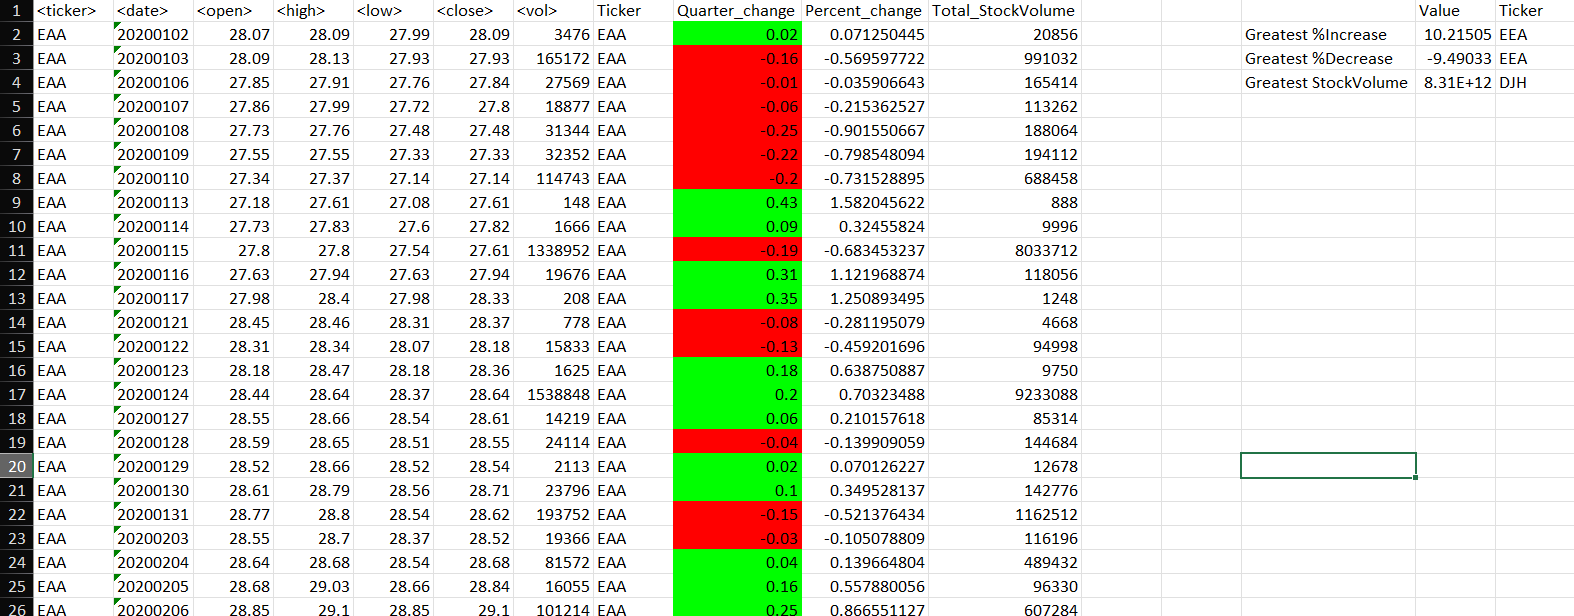 1 <ticker> <date> <open> <high> <low> <close> <vol> Ticker Quarter_change Percent_change Total_StockVolume Value Ticker
2 EAA 20200102 28.07 28.09 27.99 28.09 3476 EAA 0.02 0.071250445 20856 Greatest %Increase 10.21505 EEA
3 EAA 20200103 28.09 28.13 27.93 27.93 165172 EAA -0.16 -0.569597722 991032 Greatest %Decrease -9.49033 EEA
4 EAA 20200106 27.85 27.91 27.76 27.84 27569 EAA -0.01 -0.035906643 165414 Greatest StockVolume 8.31E+12 DJH
5 EAA 20200107 27.86 27.99 27.72 27.8 18877 EAA -0.06 -0.215362527 113262
6 EAA 20200108 27.73 27.76 27.48 27.48 31344 EAA -0.25 -0.901550667 188064
7 EAA 20200109 27.55 27.55 27.33 27.33 32352 EAA -0.22 -0.798548094 194112
8 EAA 20200110 27.34 27.37 27.14 27.14 114743 EAA -0.2 -0.731528895 688458
9 EAA 20200113 27.18 27.61 27.08 27.61 148 EAA 0.43 1.582045622 888
10 EAA 20200114 27.73 27.83 27.6 27.82 1666 EAA 0.09 0.32455824 9996
11 EAA 20200115 27.8 27.8 27.54 27.61 1338952 EAA -0.19 -0.683453237 8033712
12 EAA 20200116 27.63 27.94 27.63 27.94 19676 EAA 0.31 1.121968874 118056
13 EAA 20200117 27.98 28.4 27.98 28.33 208 EAA 0.35 1.250893495 1248
14 EAA 20200121 28.45 28.46 28.31 28.37 778 EAA -0.08 -0.281195079 4668
15 EAA 20200122 28.31 28.34 28.07 28.18 15833 EAA -0.13 -0.459201696 94998
16 EAA 20200123 28.18 28.47 28.18 28.36 1625 EAA 0.18 0.638750887 9750
17 EAA 20200124 28.44 28.64 28.37 28.64 1538848 EAA 0.2 0.70323488 9233088
18 EAA 20200127 28.55 28.66 28.54 28.61 14219 EAA 0.06 0.210157618 85314
19 EAA 20200128 28.59 28.65 28.51 28.55 24114 EAA -0.04 -0.139909059 144684
20 EAA 20200129 28.52 28.66 28.52 28.54 2113 EAA 0.02 0.070126227 12678
21 EAA 20200130 28.61 28.79 28.56 28.71 23796 EAA 0.1 0.349528137 142776
22 EAA 20200131 28.77 28.8 28.54 28.62 193752 EAA -0.15 -0.521376434 1162512
23 EAA 20200203 28.55 28.7 28.37 28.52 19366 EAA -0.03 -0.105078809 116196
24 EAA 20200204 28.64 28.68 28.54 28.68 81572 EAA 0.04 0.139664804 489432
25 EAA 20200205 28.68 29.03 28.66 28.84 16055 EAA 0.16 0.557880056 96330
26 EAA 20200206 28.85 29.1 28.85 29.1 101214 EAA 0.25 0.866551127 607284